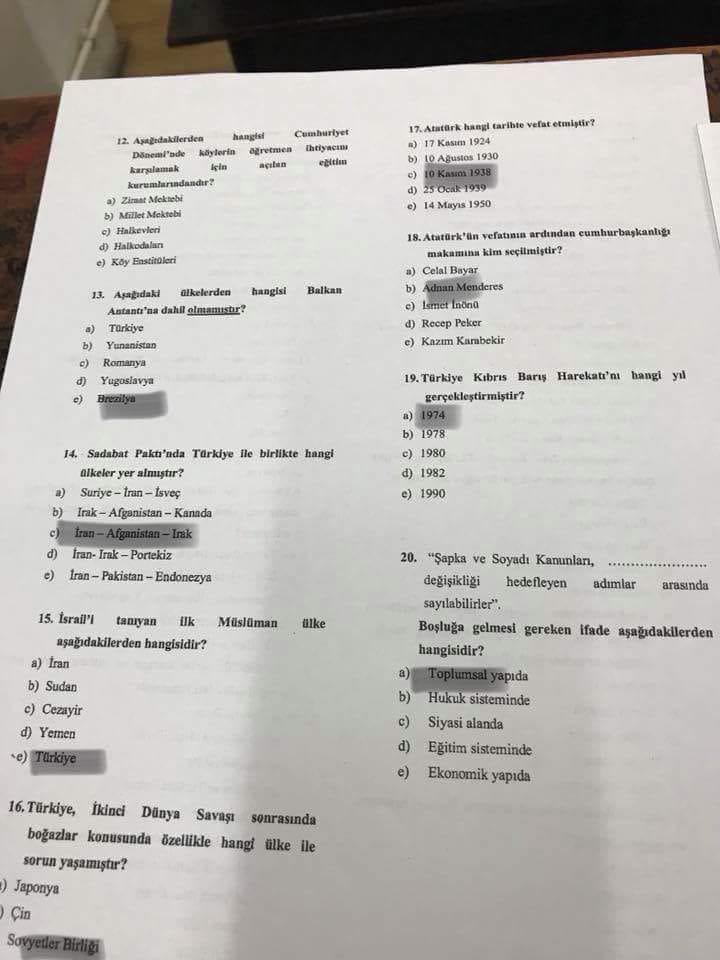 12. Aşağıdakilerden hangisi Cumhuriyet
Dönemi'nde köylerin öğretmen ihtiyacını
karşılamak için açılan eğitim
kurumlarındandır?
a) Ziraat Mektebi
b) Millet Mektebi
c) Halkevleri
d) Halkodaları
e) Köy Enstitüleri
13. Aşağıdaki ülkelerden hangisi Balkan
Antantı'na dahil olmamıştır?
a) Türkiye
b) Yunanistan
c) Romanya
d) Yugoslavya
e) Brezilya
14. Sadabat Paktı'nda Türkiye ile birlikte hangi
ülkeler yer almıştır?
a) Suriye – İran – İsveç
b) Irak – Afganistan – Kanada
c) İran – Afganistan – Irak
d) İran- Irak – Portekiz
e) İran – Pakistan – Endonezya
15. İsrail'i tanıyan ilk Müslüman ülke
aşağıdakilerden hangisidir?
a) İran
b) Sudan
c) Cezayir
d) Yemen
e) Türkiye
16. Türkiye, İkinci Dünya Savaşı sonrasında
boğazlar konusunda özellikle hangi ülke ile
sorun yaşamıştır?
) Japonya
) Çin
Sovyetler Birliği
17. Atatürk hangi tarihte vefat etmiştir?
a) 17 Kasım 1924
b) 10 Ağustos 1930
c) 10 Kasım 1938
d) 25 Ocak 1939
e) 14 Mayıs 1950
18. Atatürk'ün vefatının ardından cumhurbaşkanlığı
makamına kim seçilmiştir?
a) Celal Bayar
b) Adnan Menderes
c) İsmet İnönü
d) Recep Peker
e) Kazım Karabekir
19. Türkiye Kıbrıs Barış Harekatı'nı hangi yıl
gerçekleştirmiştir?
a) 1974
b) 1978
c) 1980
d) 1982
e) 1990
20. “Şapka ve Soyadı Kanunları, ........................
değişikliği hedefleyen adımlar arasında
sayılabilirler”.
Boşluğa gelmesi gereken ifade aşağıdakilerden
hangisidir?
a) Toplumsal yapıda
b) Hukuk sisteminde
c) Siyasi alanda
d) Eğitim sisteminde
e) Ekonomik yapıda